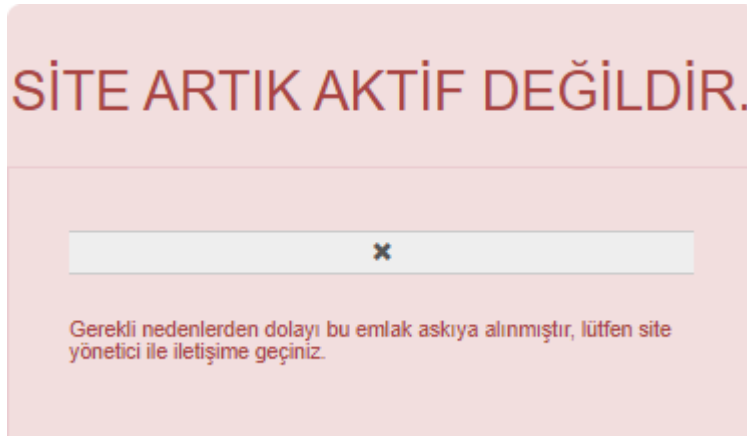 SİTE ARTIK AKTİF DEĞİLDİR.
Gerekli nedenlerden dolayı bu emlak askıya alınmıştır, lütfen site
yönetici ile iletişime geçiniz.